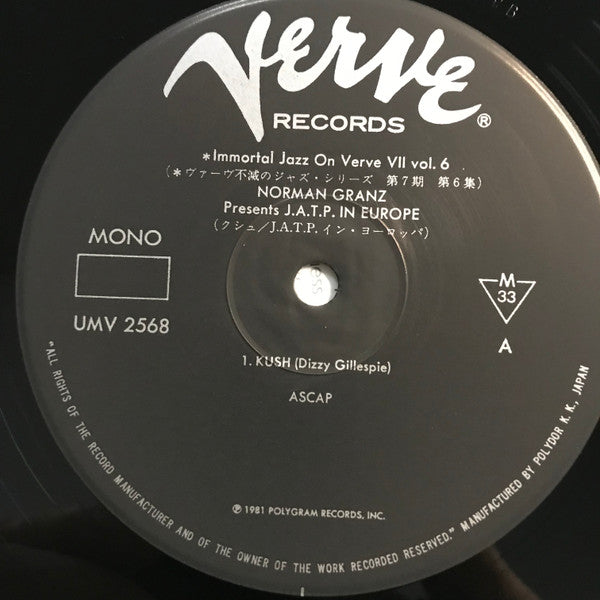 Verve
RECORDS ®
*Immortal Jazz On Verve VII vol. 6
(*ヴァーヴ不滅のジャズ・シリーズ 第7期 第6集)
NORMAN GRANZ
Presents J.A.T.P. IN EUROPE
(クシュ/J.A.T.P. イン・ヨーロッパ)
MONO
UMV 2568
M
33
A
1. KUSH (Dizzy Gillespie)
ASCAP
℗ 1981 POLYGRAM RECORDS, INC.
"ALL RIGHTS OF THE RECORD MANUFACTURER AND OF THE OWNER OF THE WORK RECORDED RESERVED." MANUFACTURED BY POLYDOR K. K., JAPAN